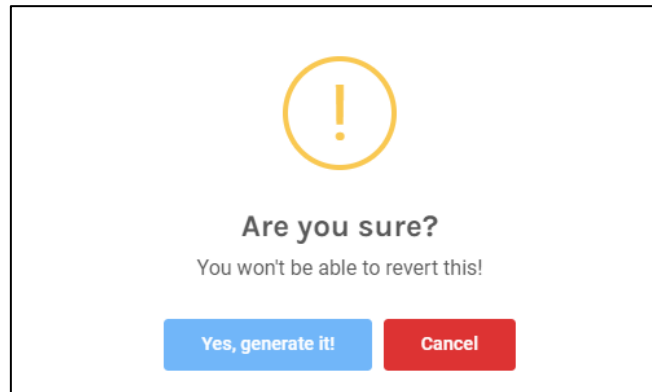 !
Are you sure?
You won't be able to revert this!
Yes, generate it! Cancel